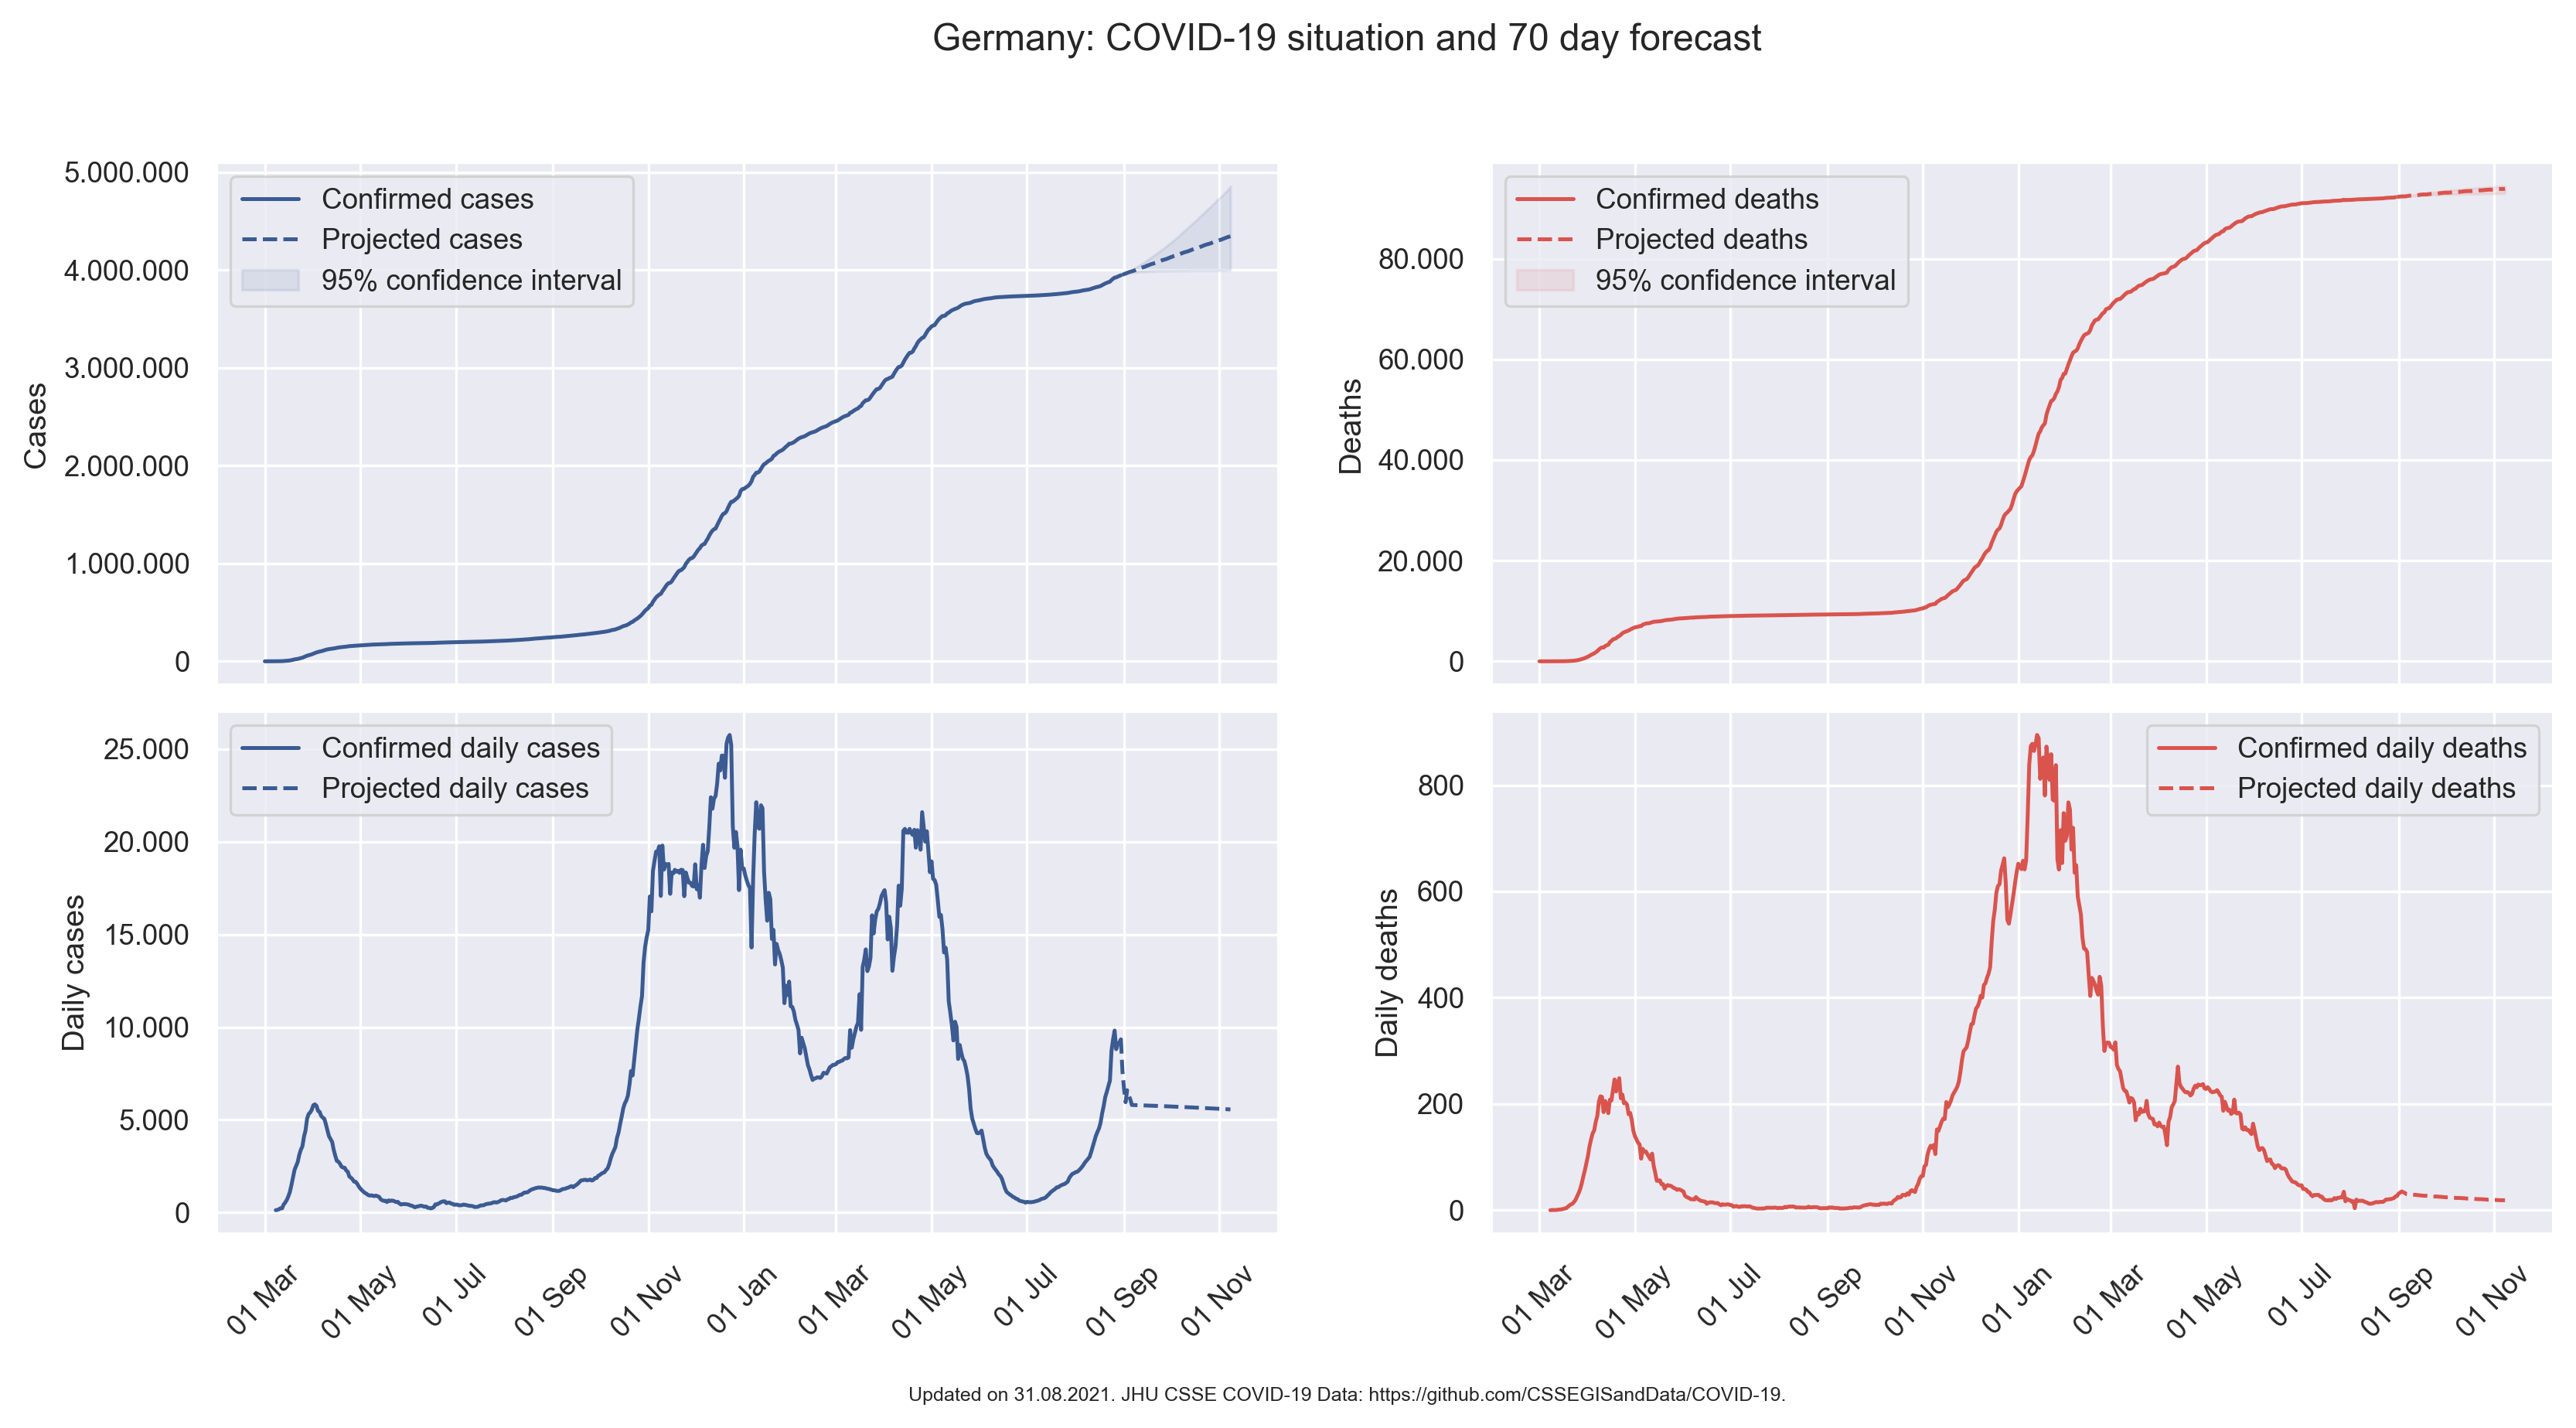 Germany: COVID-19 situation and 70 day forecast
5.000.000
4.000.000
3.000.000
2.000.000
1.000.000
0
Cases
Confirmed cases
Projected cases
95% confidence interval
80.000
60.000
40.000
20.000
0
Deaths
Confirmed deaths
Projected deaths
95% confidence interval
25.000
20.000
15.000
10.000
5.000
0
Daily cases
Confirmed daily cases
Projected daily cases
01 Mar
01 May
01 Jul
01 Sep
01 Nov
01 Jan
01 Mar
01 May
01 Jul
01 Sep
01 Nov
800
600
400
200
0
Daily deaths
Confirmed daily deaths
Projected daily deaths
01 Mar
01 May
01 Jul
01 Sep
01 Nov
01 Jan
01 Mar
01 May
01 Jul
01 Sep
01 Nov
Updated on 31.08.2021. JHU CSSE COVID-19 Data: https://github.com/CSSEGISandData/COVID-19.